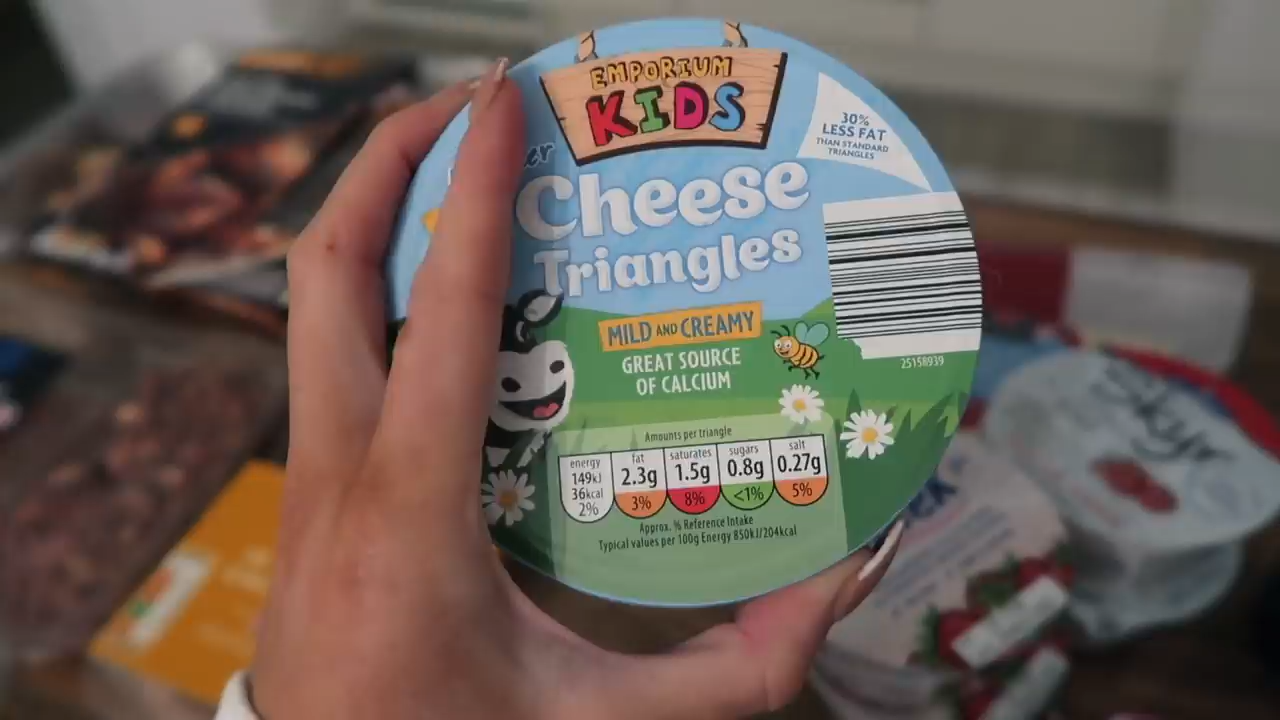 EMPORIUM
KIDS
30%
LESS FAT
THAN STANDARD
TRIANGLES
Cheese
Triangles
MILD AND CREAMY
GREAT SOURCE
OF CALCIUM
25158939
Amounts per triangle
energy
149kJ
36kcal
2%
fat
2.3g
3%
saturates
1.5g
8%
sugars
0.8g
<1%
salt
0.27g
5%
Approx. % Reference Intake
Typical values per 100g Energy 850kJ/204kcal
Skyr